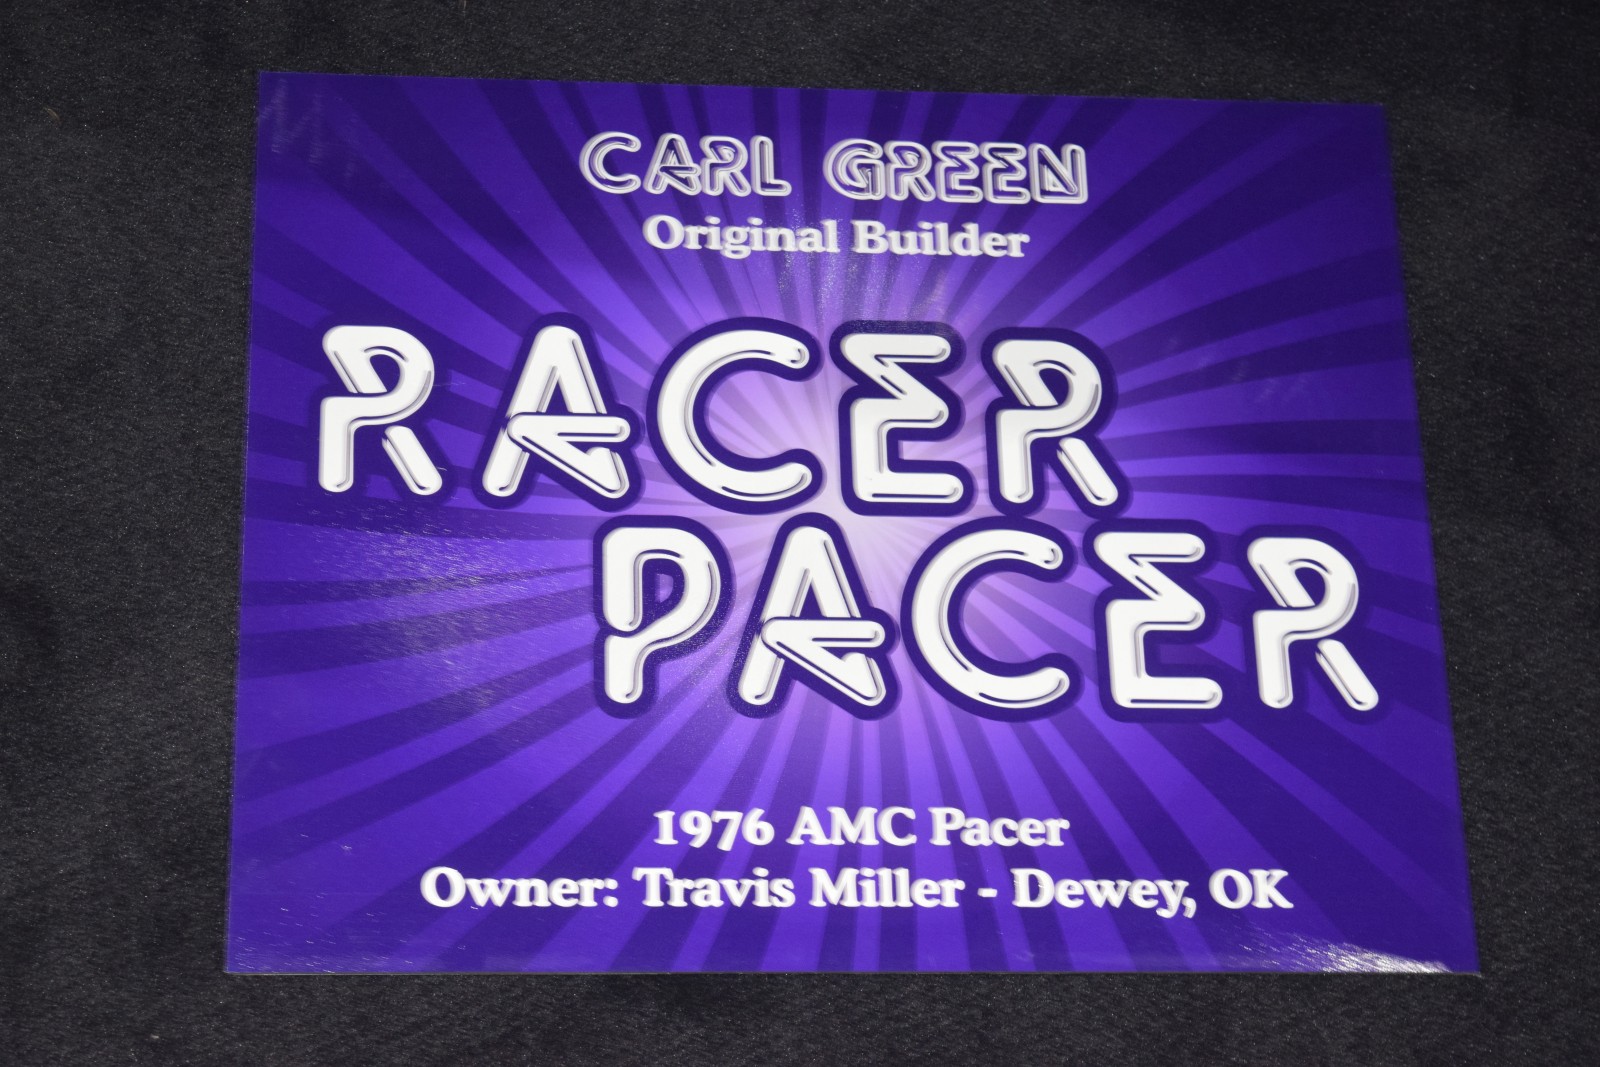 CARL GREEN
Original Builder
RACER
PACER
1976 AMC Pacer
Owner: Travis Miller - Dewey, OK